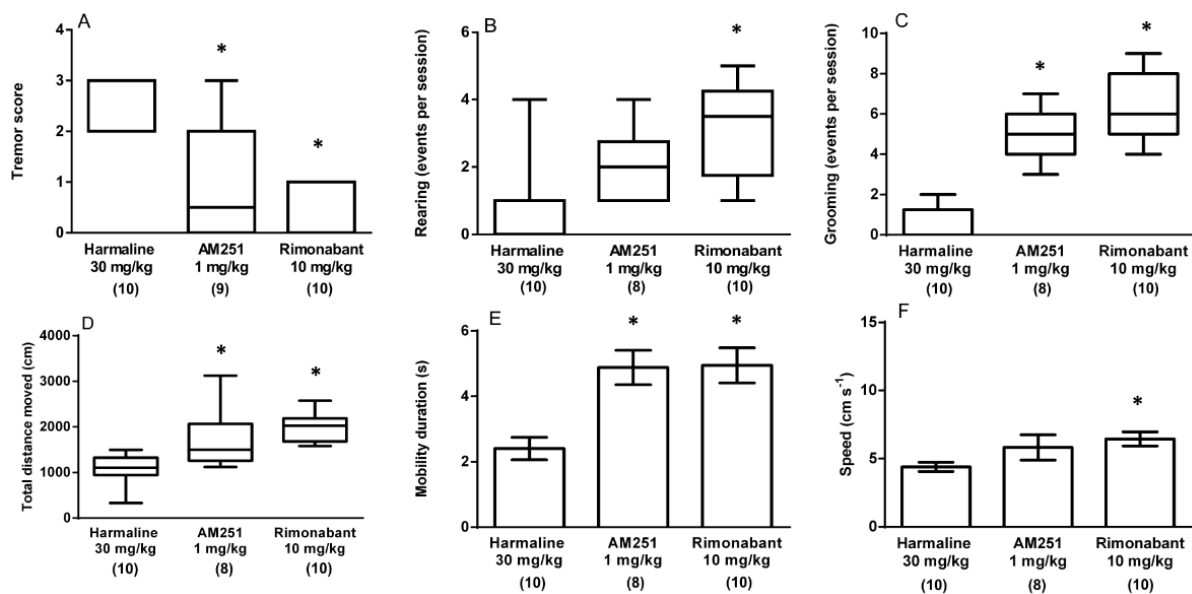 A
Tremor score
4
3
2
1
0
*
*
Harmaline AM251 Rimonabant
30 mg/kg 1 mg/kg 10 mg/kg
(10) (9) (10)
B
Rearing (events per session)
6
4
2
0
*
Harmaline AM251 Rimonabant
30 mg/kg 1 mg/kg 10 mg/kg
(10) (8) (10)
C
Grooming (events per session)
10
8
6
4
2
0
*
*
Harmaline AM251 Rimonabant
30 mg/kg 1 mg/kg 10 mg/kg
(10) (8) (10)
D
Total distance moved (cm)
4000
3000
2000
1000
0
*
*
Harmaline AM251 Rimonabant
30 mg/kg 1 mg/kg 10 mg/kg
(10) (8) (10)
E
Mobility duration (s)
6
4
2
0
*
*
Harmaline AM251 Rimonabant
30 mg/kg 1 mg/kg 10 mg/kg
(10) (8) (10)
F
Speed (cm s⁻¹)
15
10
5
0
*
Harmaline AM251 Rimonabant
30 mg/kg 1 mg/kg 10 mg/kg
(10) (8) (10)